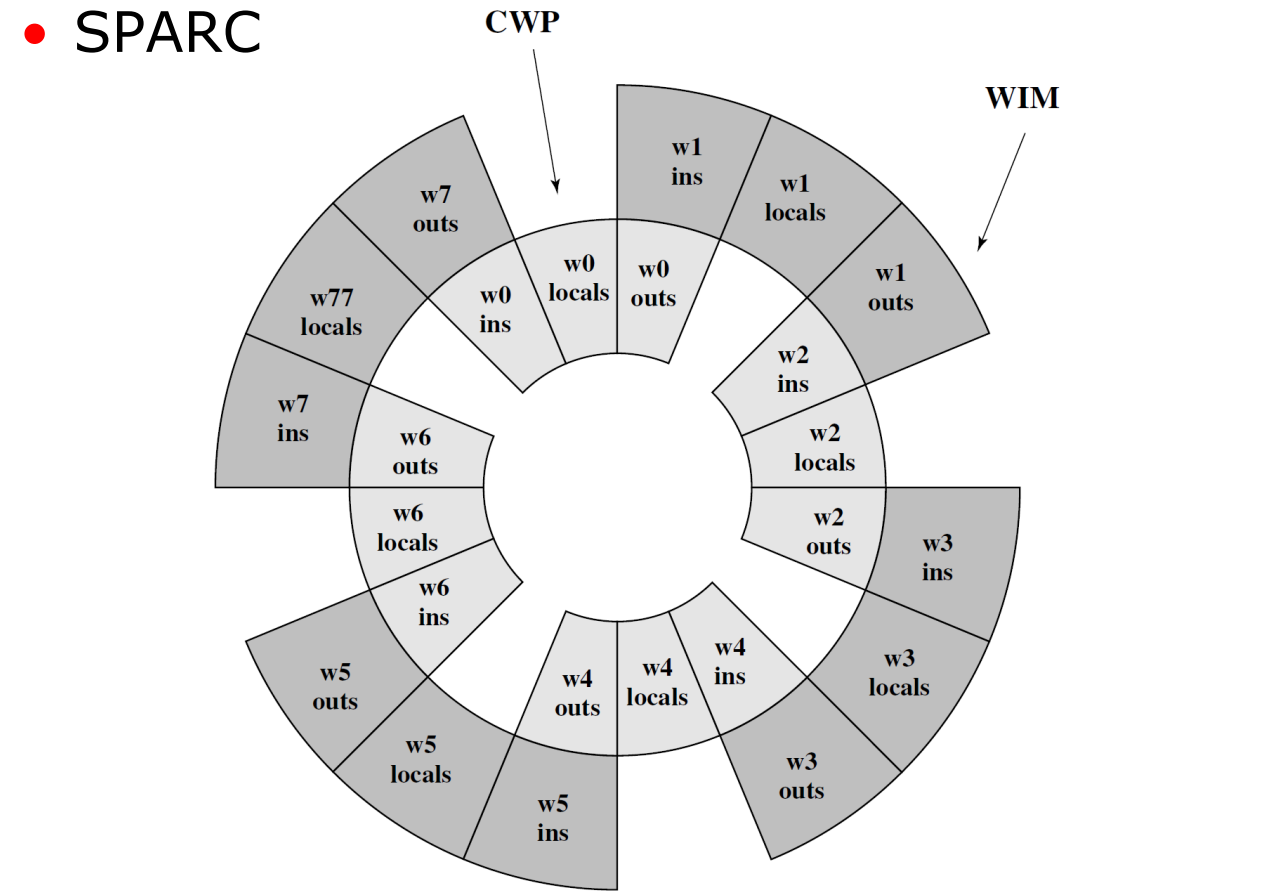 • SPARC
CWP
WIM
w1
ins
w1
locals
w1
outs
w7
outs
w77
locals
w7
ins
w0
ins
w0
locals
w0
outs
w2
ins
w2
locals
w2
outs
w3
ins
w3
locals
w3
outs
w4
ins
w4
locals
w4
outs
w5
ins
w5
locals
w5
outs
w6
ins
w6
locals
w6
outs